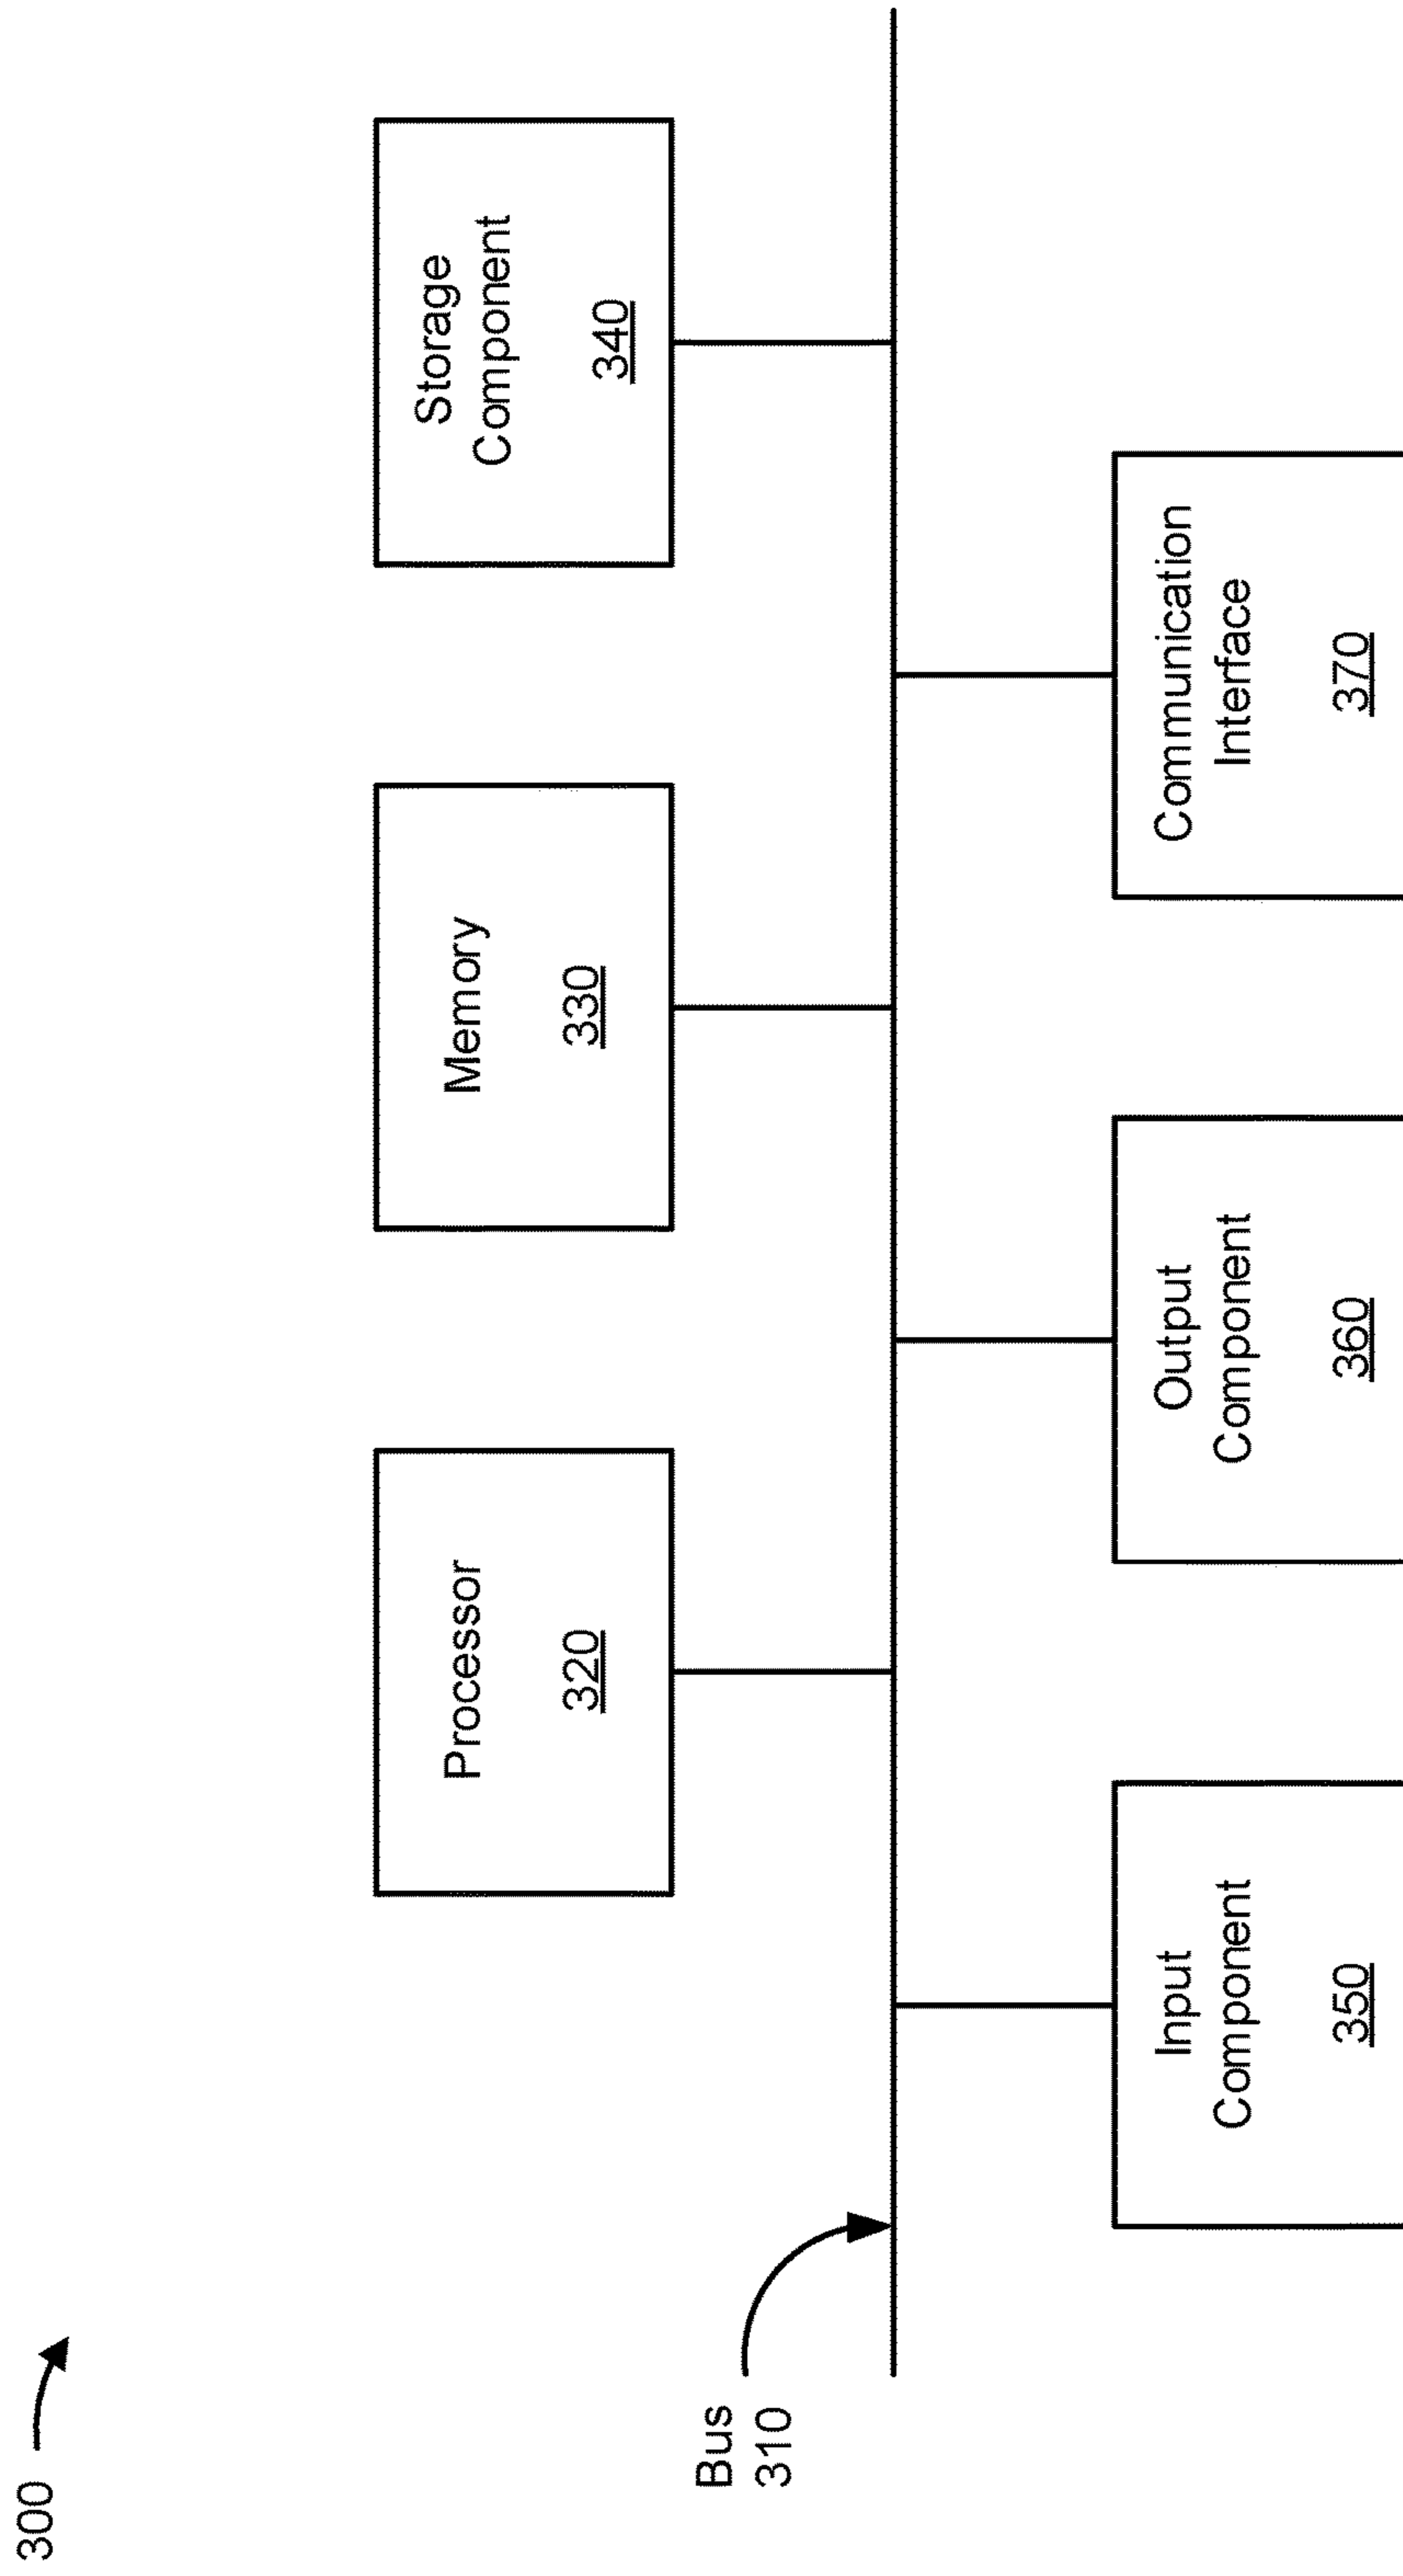 300
Processor
320
Memory
330
Storage
Component
340
Bus
310
Input
Component
350
Output
Component
360
Communication
Interface
370